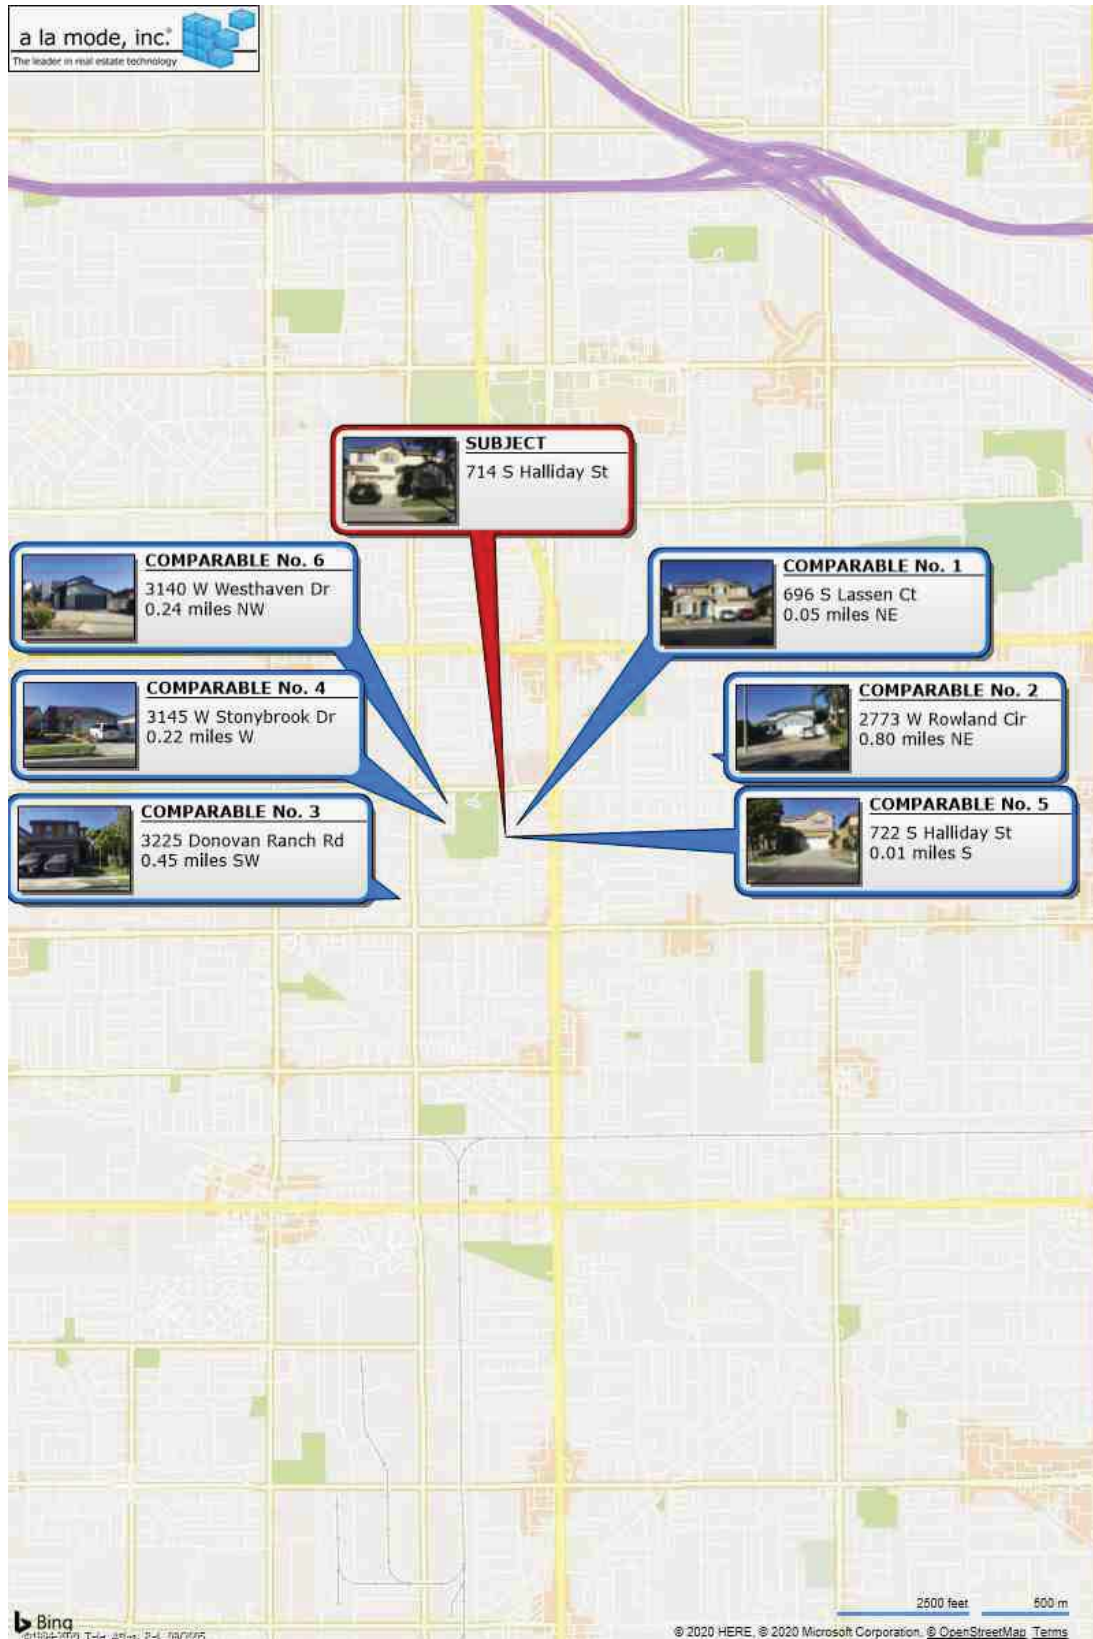 a la mode, inc.®
The leader in real estate technology
SUBJECT
714 S Halliday St
COMPARABLE No. 6
3140 W Westhaven Dr
0.24 miles NW
COMPARABLE No. 1
696 S Lassen Ct
0.05 miles NE
COMPARABLE No. 4
3145 W Stonybrook Dr
0.22 miles W
COMPARABLE No. 2
2773 W Rowland Cir
0.80 miles NE
COMPARABLE No. 3
3225 Donovan Ranch Rd
0.45 miles SW
COMPARABLE No. 5
722 S Halliday St
0.01 miles S
2500 feet 500 m
Bing
© 2020 HERE, © 2020 Microsoft Corporation, © OpenStreetMap Terms